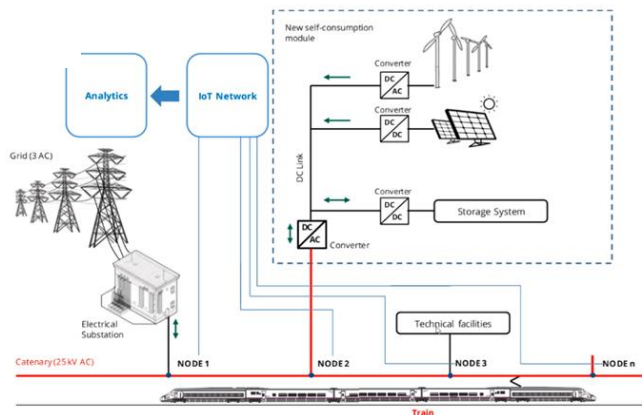 New self-consumption
module
Converter
DC
AC
Analytics
IoT Network
Converter
DC
DC
Grid (3 AC)
DC Link
Converter
DC
DC
Storage System
DC
AC
Converter
Electrical
Substation
Technical facilities
Catenary (25 kV AC)
NODE 1
NODE 2
NODE 3
NODE n
Train